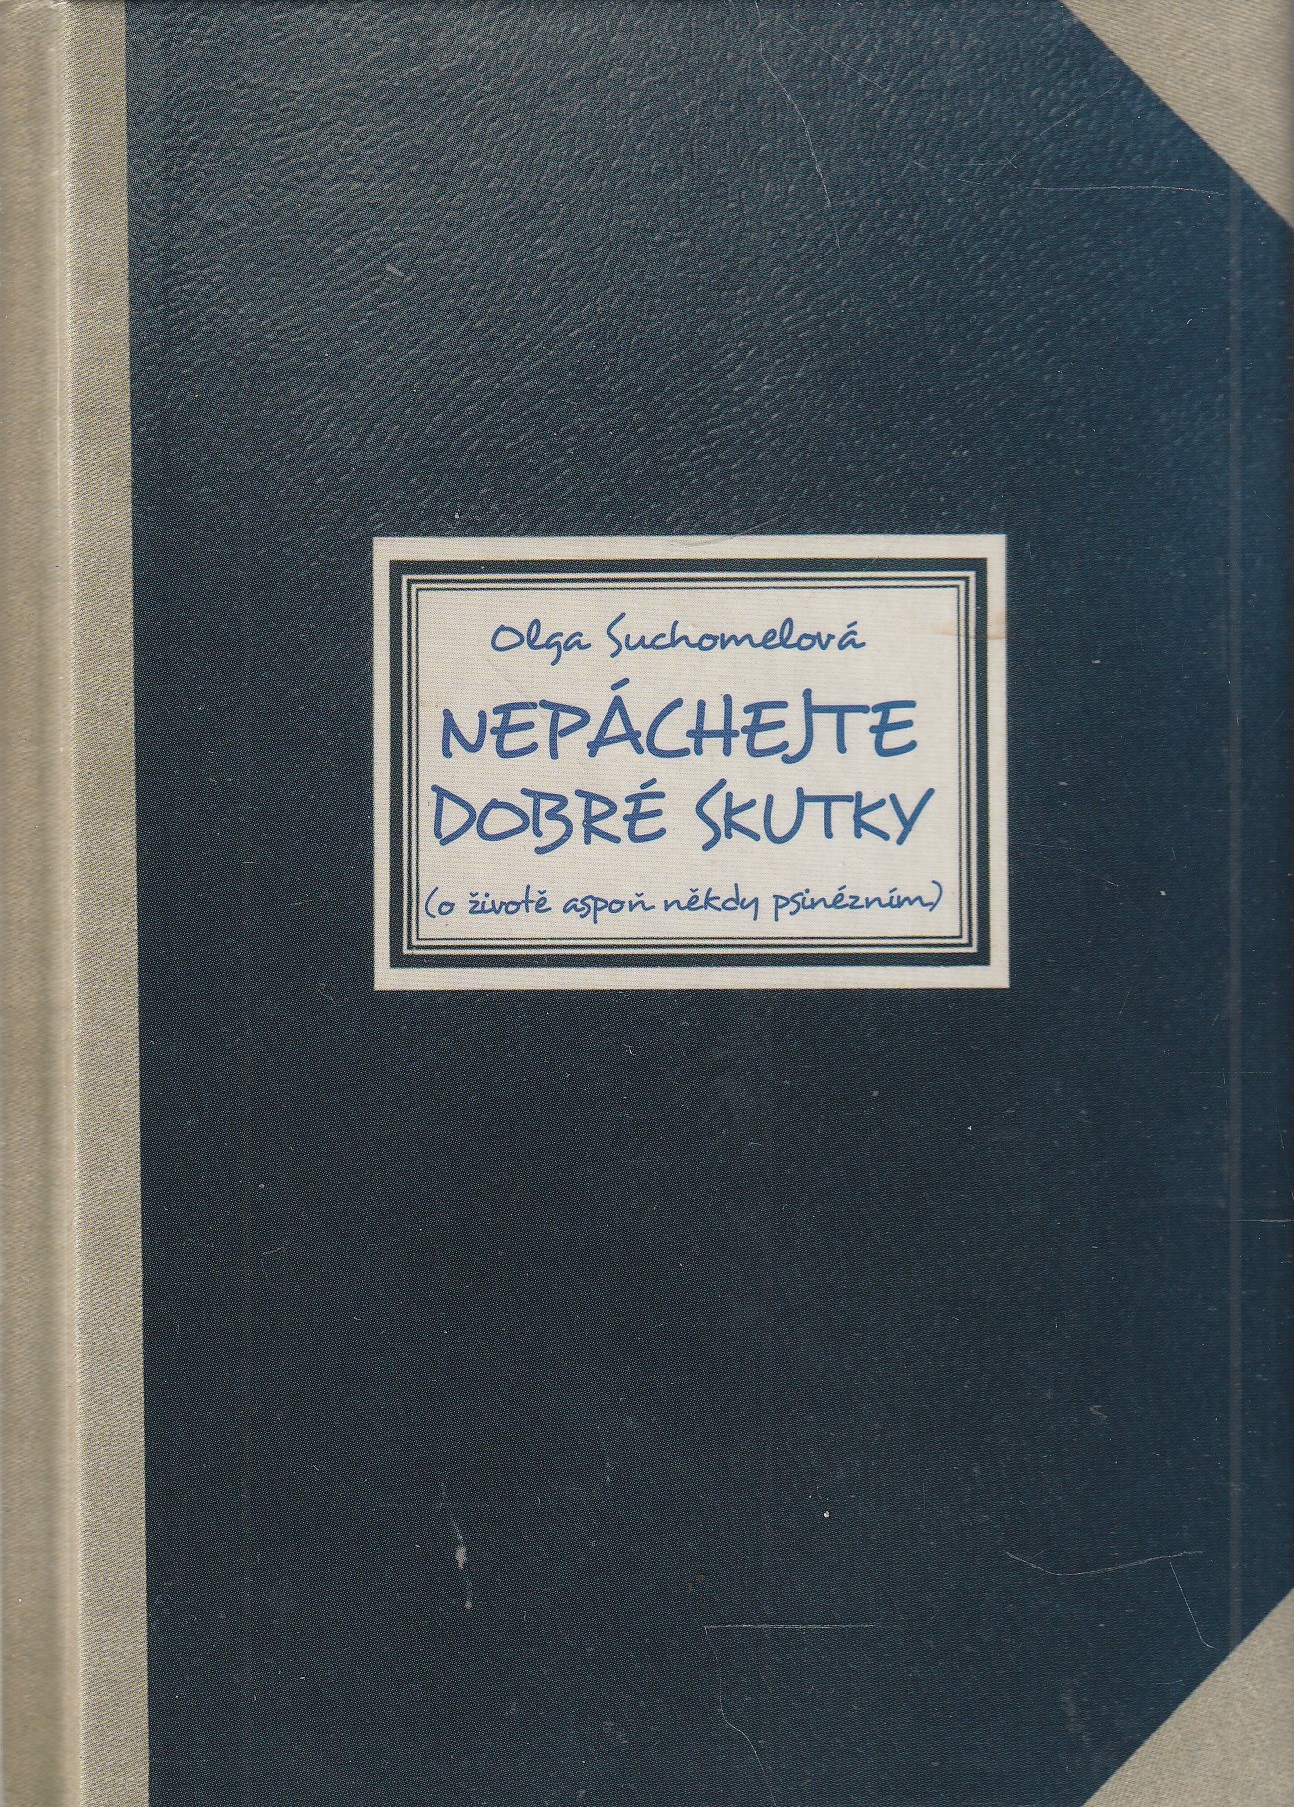 Olga Suchomelová
NEPÁCHEJTE
DOBRÉ SKUTKY
(o životě aspoň někdy psinézním)